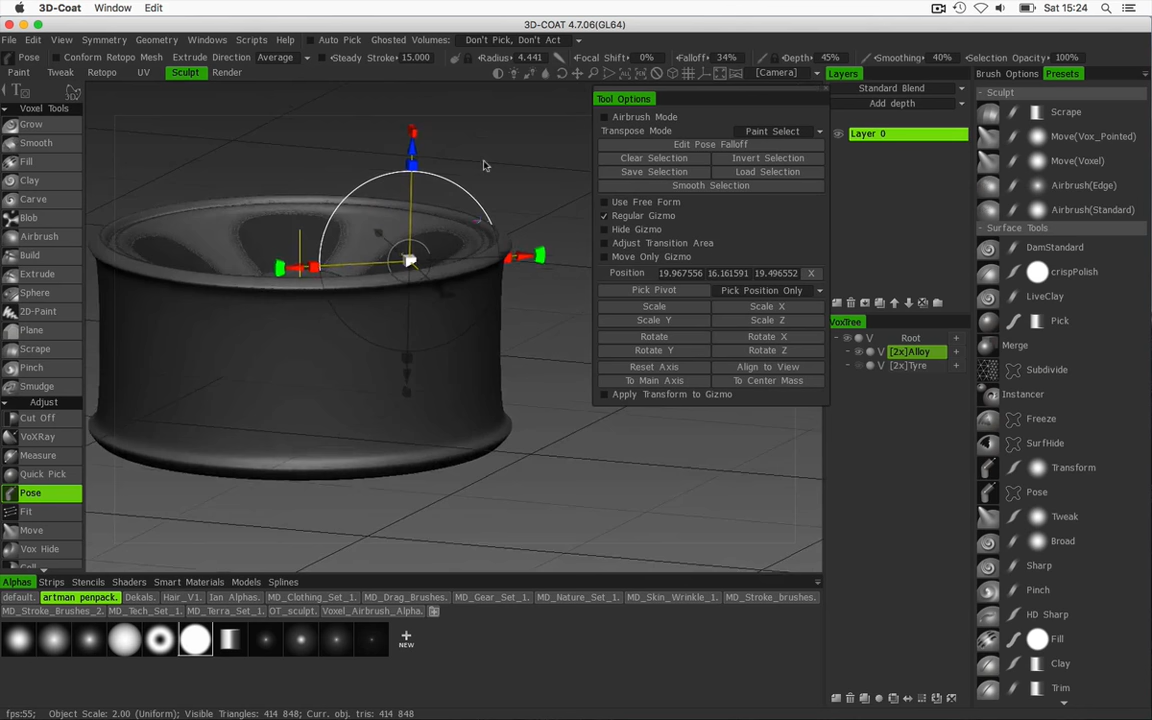 3D-Coat Window Edit Sat 15:24
3D-COAT 4.7.06(GL64)
File Edit View Symmetry Geometry Windows Scripts Help Auto Pick Ghosted Volumes: Don't Pick, Don't Act
Pose Conform Retopo Mesh Extrude Direction Average Steady Stroke 15.000 Radius 4.441 Focal Shift 0% Falloff 34% Depth 45% Smoothing 40% Selection Opacity 100%
Paint Tweak Retopo UV Sculpt Render [Camera]
Layers
Standard Blend
Add depth
Layer 0
Brush Options Presets
Voxel Tools
Grow
Smooth
Fill
Clay
Carve
Blob
Airbrush
Build
Extrude
Sphere
2D-Paint
Plane
Scrape
Pinch
Smudge
Adjust
Cut Off
VoXRay
Measure
Quick Pick
Pose
Fit
Move
Vox Hide
Tool Options
Airbrush Mode
Transpose Mode Paint Select
Edit Pose Falloff
Clear Selection Invert Selection
Save Selection Load Selection
Smooth Selection
Use Free Form
Regular Gizmo
Hide Gizmo
Adjust Transition Area
Move Only Gizmo
Position 19.967556 16.161591 19.496552 X
Pick Pivot Pick Position Only
Scale Scale X
Scale Y Scale Z
Rotate Rotate X
Rotate Y Rotate Z
Reset Axis Align to View
To Main Axis To Center Mass
Apply Transform to Gizmo
VoxTree
V Root +
V [2x]Alloy +
V [2x]Tyre +
Sculpt
Scrape
Move(Vox_Pointed)
Move(Voxel)
Airbrush(Edge)
Airbrush(Standard)
Surface Tools
DamStandard
crispPolish
LiveClay
Pick
Merge
Subdivide
Instancer
Freeze
SurfHide
Transform
Pose
Tweak
Broad
Sharp
Pinch
HD Sharp
Fill
Clay
Trim
Alphas Strips Stencils Shaders Smart Materials Models Splines
default. artman penpack. Dekals. Hair_V1. Ian Alphas. MD_Clothing_Set_1. MD_Drag_Brushes. MD_Gear_Set_1. MD_Nature_Set_1. MD_Skin_Wrinkle_1. MD_Stroke_brushes.
MD_Stroke_Brushes_2. MD_Tech_Set_1. MD_Terra_Set_1. OT_sculpt. Voxel_Airbrush_Alpha.
NEW
fps:55; Object Scale: 2.00 (Uniform); Visible Triangles: 414 848; Curr. obj. tris: 414 848;